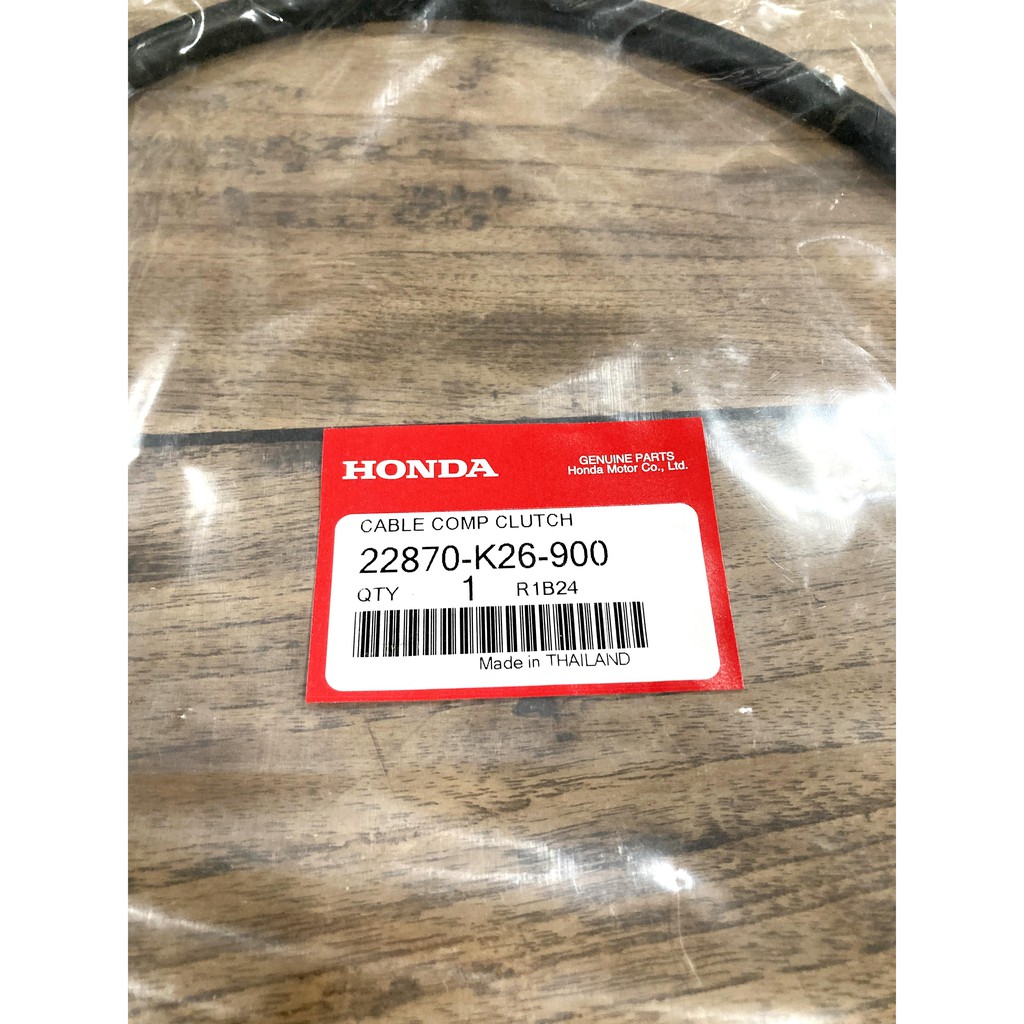 HONDA
GENUINE PARTS
Honda Motor Co., Ltd.
CABLE COMP CLUTCH
22870-K26-900
QTY 1 R1B24
Made in THAILAND